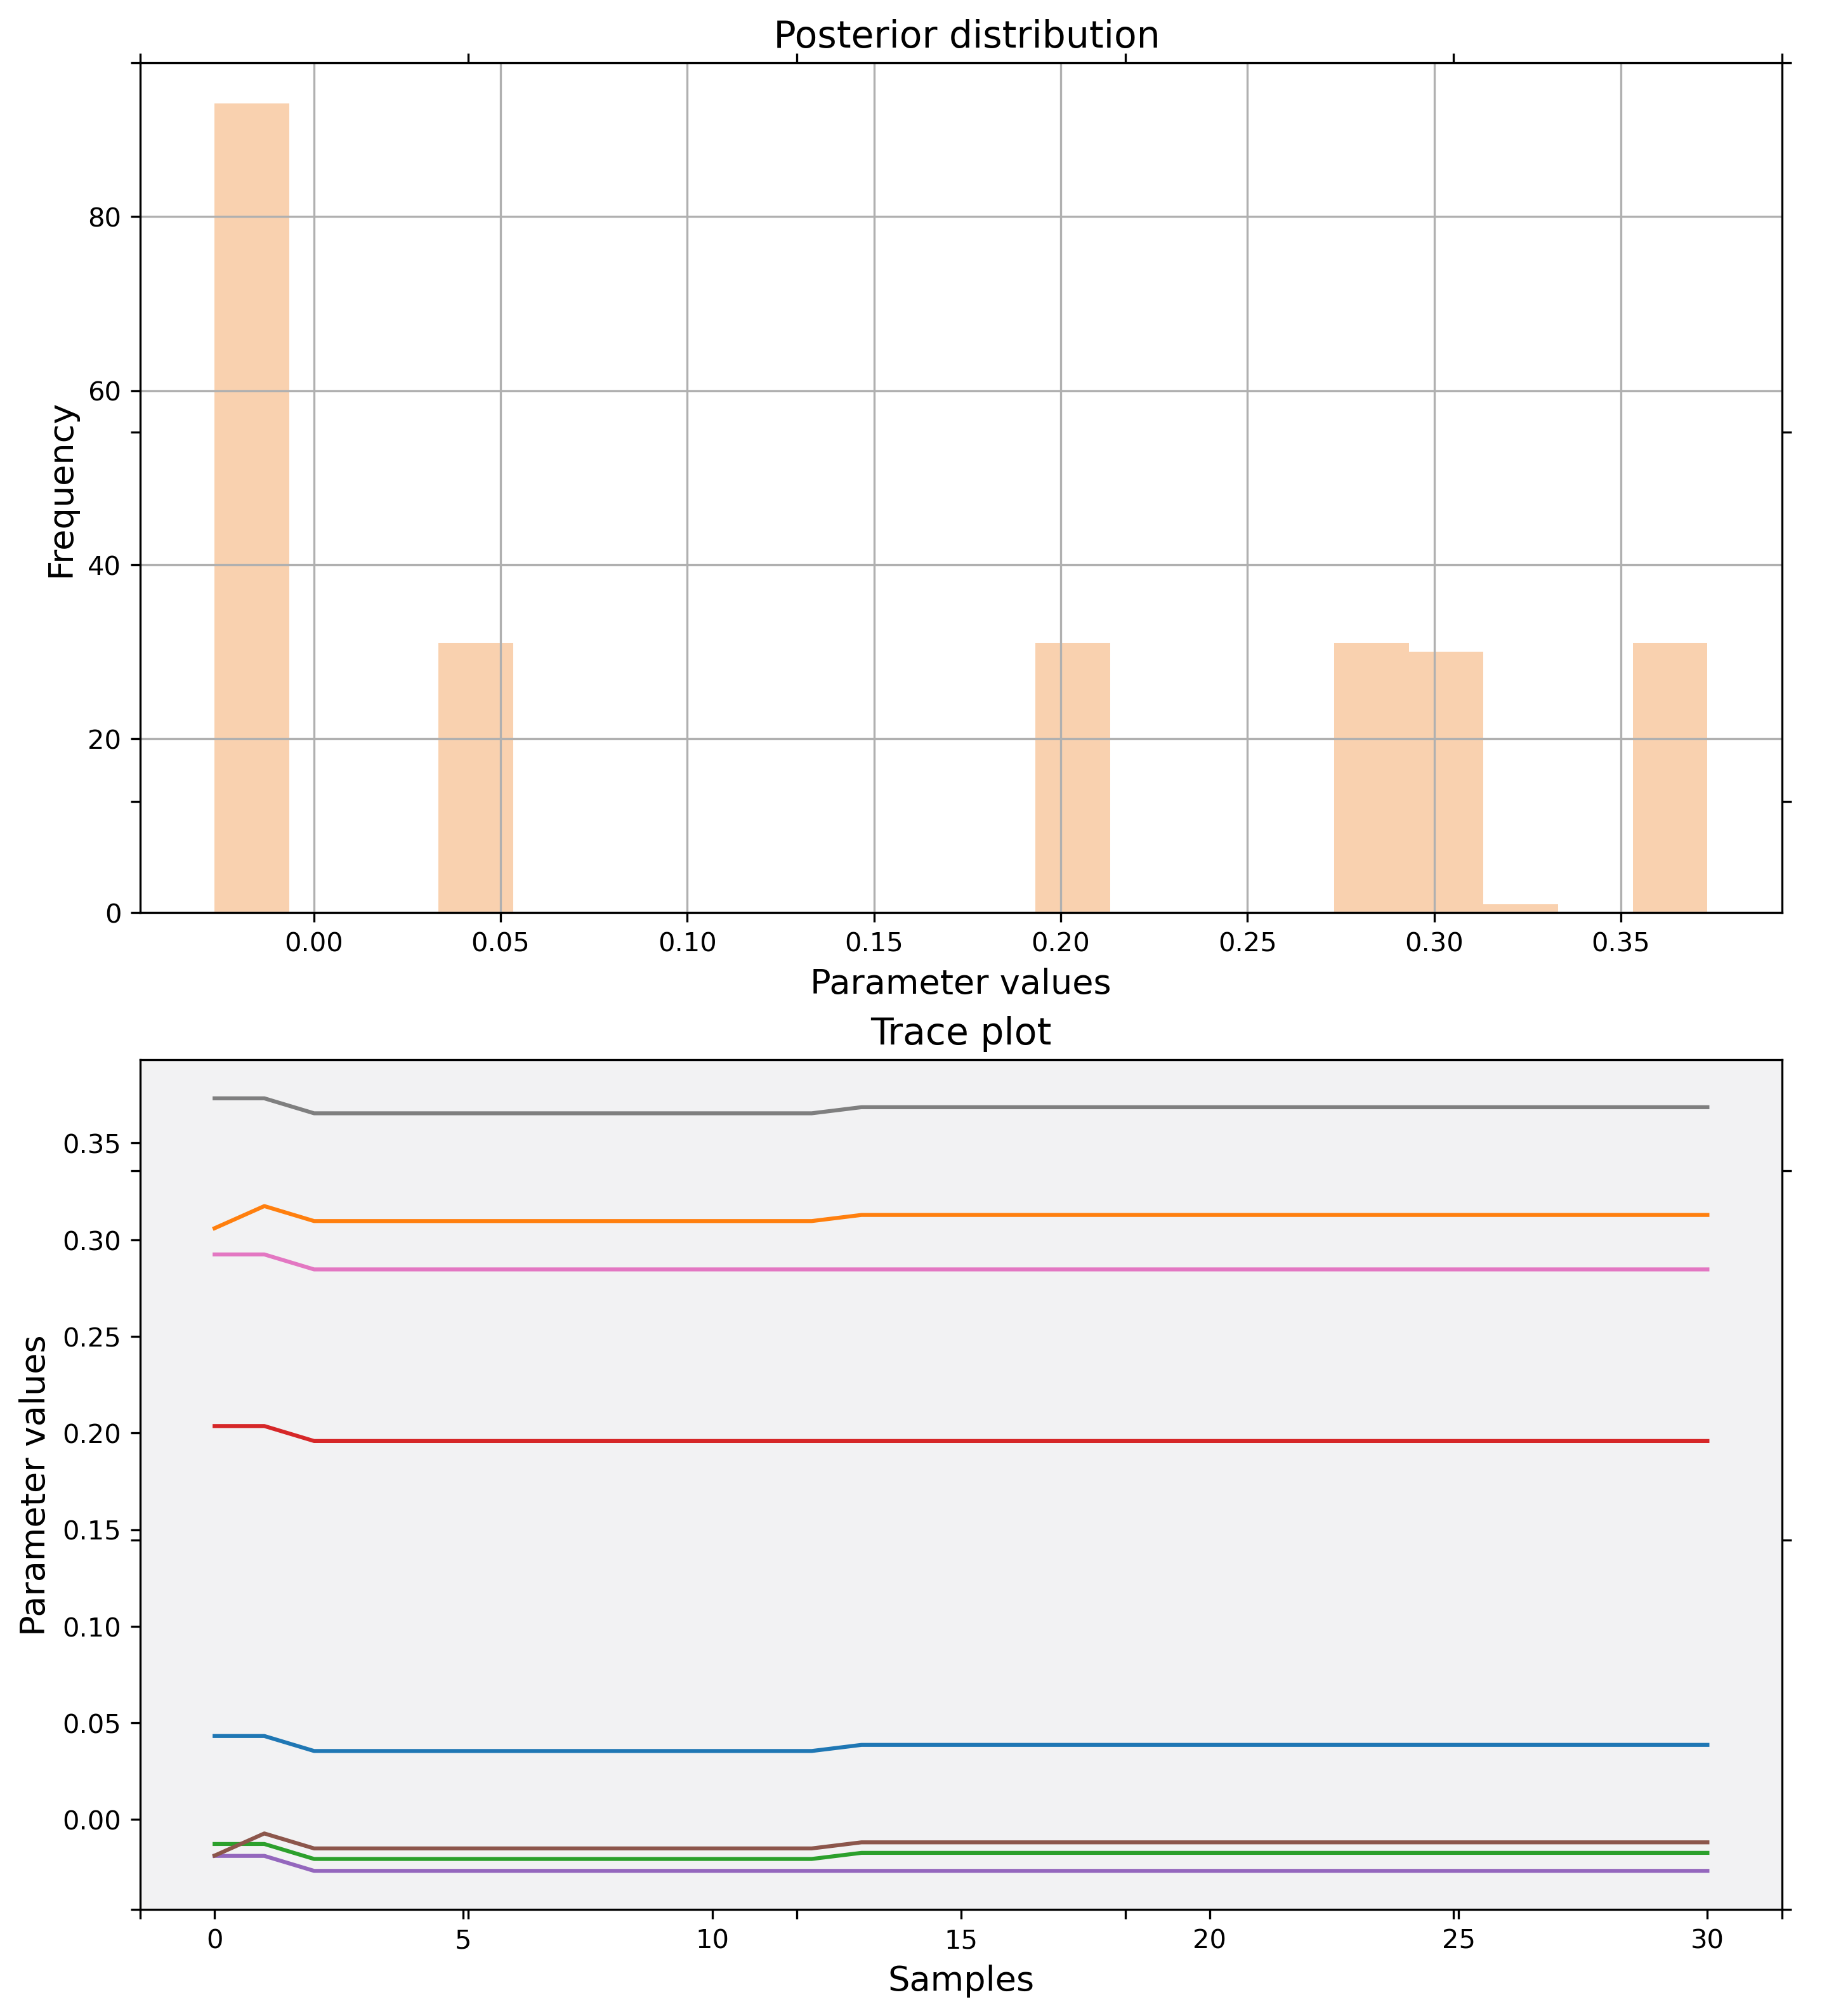 Posterior distribution
80
60
40
20
0
Frequency
0.00 0.05 0.10 0.15 0.20 0.25 0.30 0.35
Parameter values
Trace plot
0.35
0.30
0.25
0.20
0.15
0.10
0.05
0.00
Parameter values
0 5 10 15 20 25 30
Samples